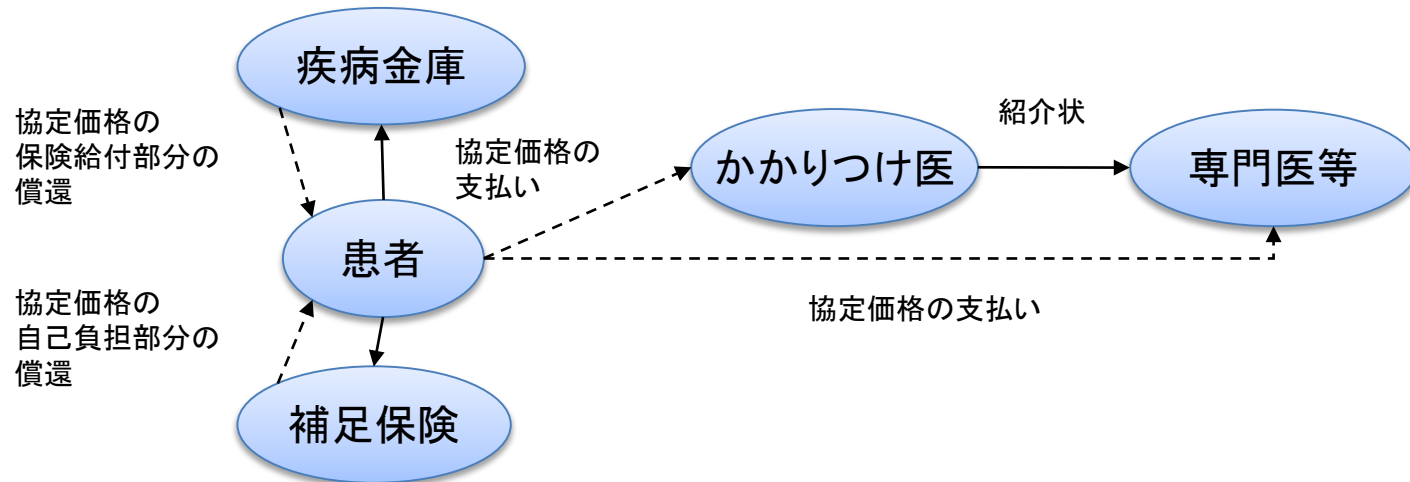 疾病金庫
協定価格の
保険給付部分の
償還
協定価格の
支払い
かかりつけ医
紹介状
専門医等
患者
協定価格の
自己負担部分の
償還
協定価格の支払い
補足保険